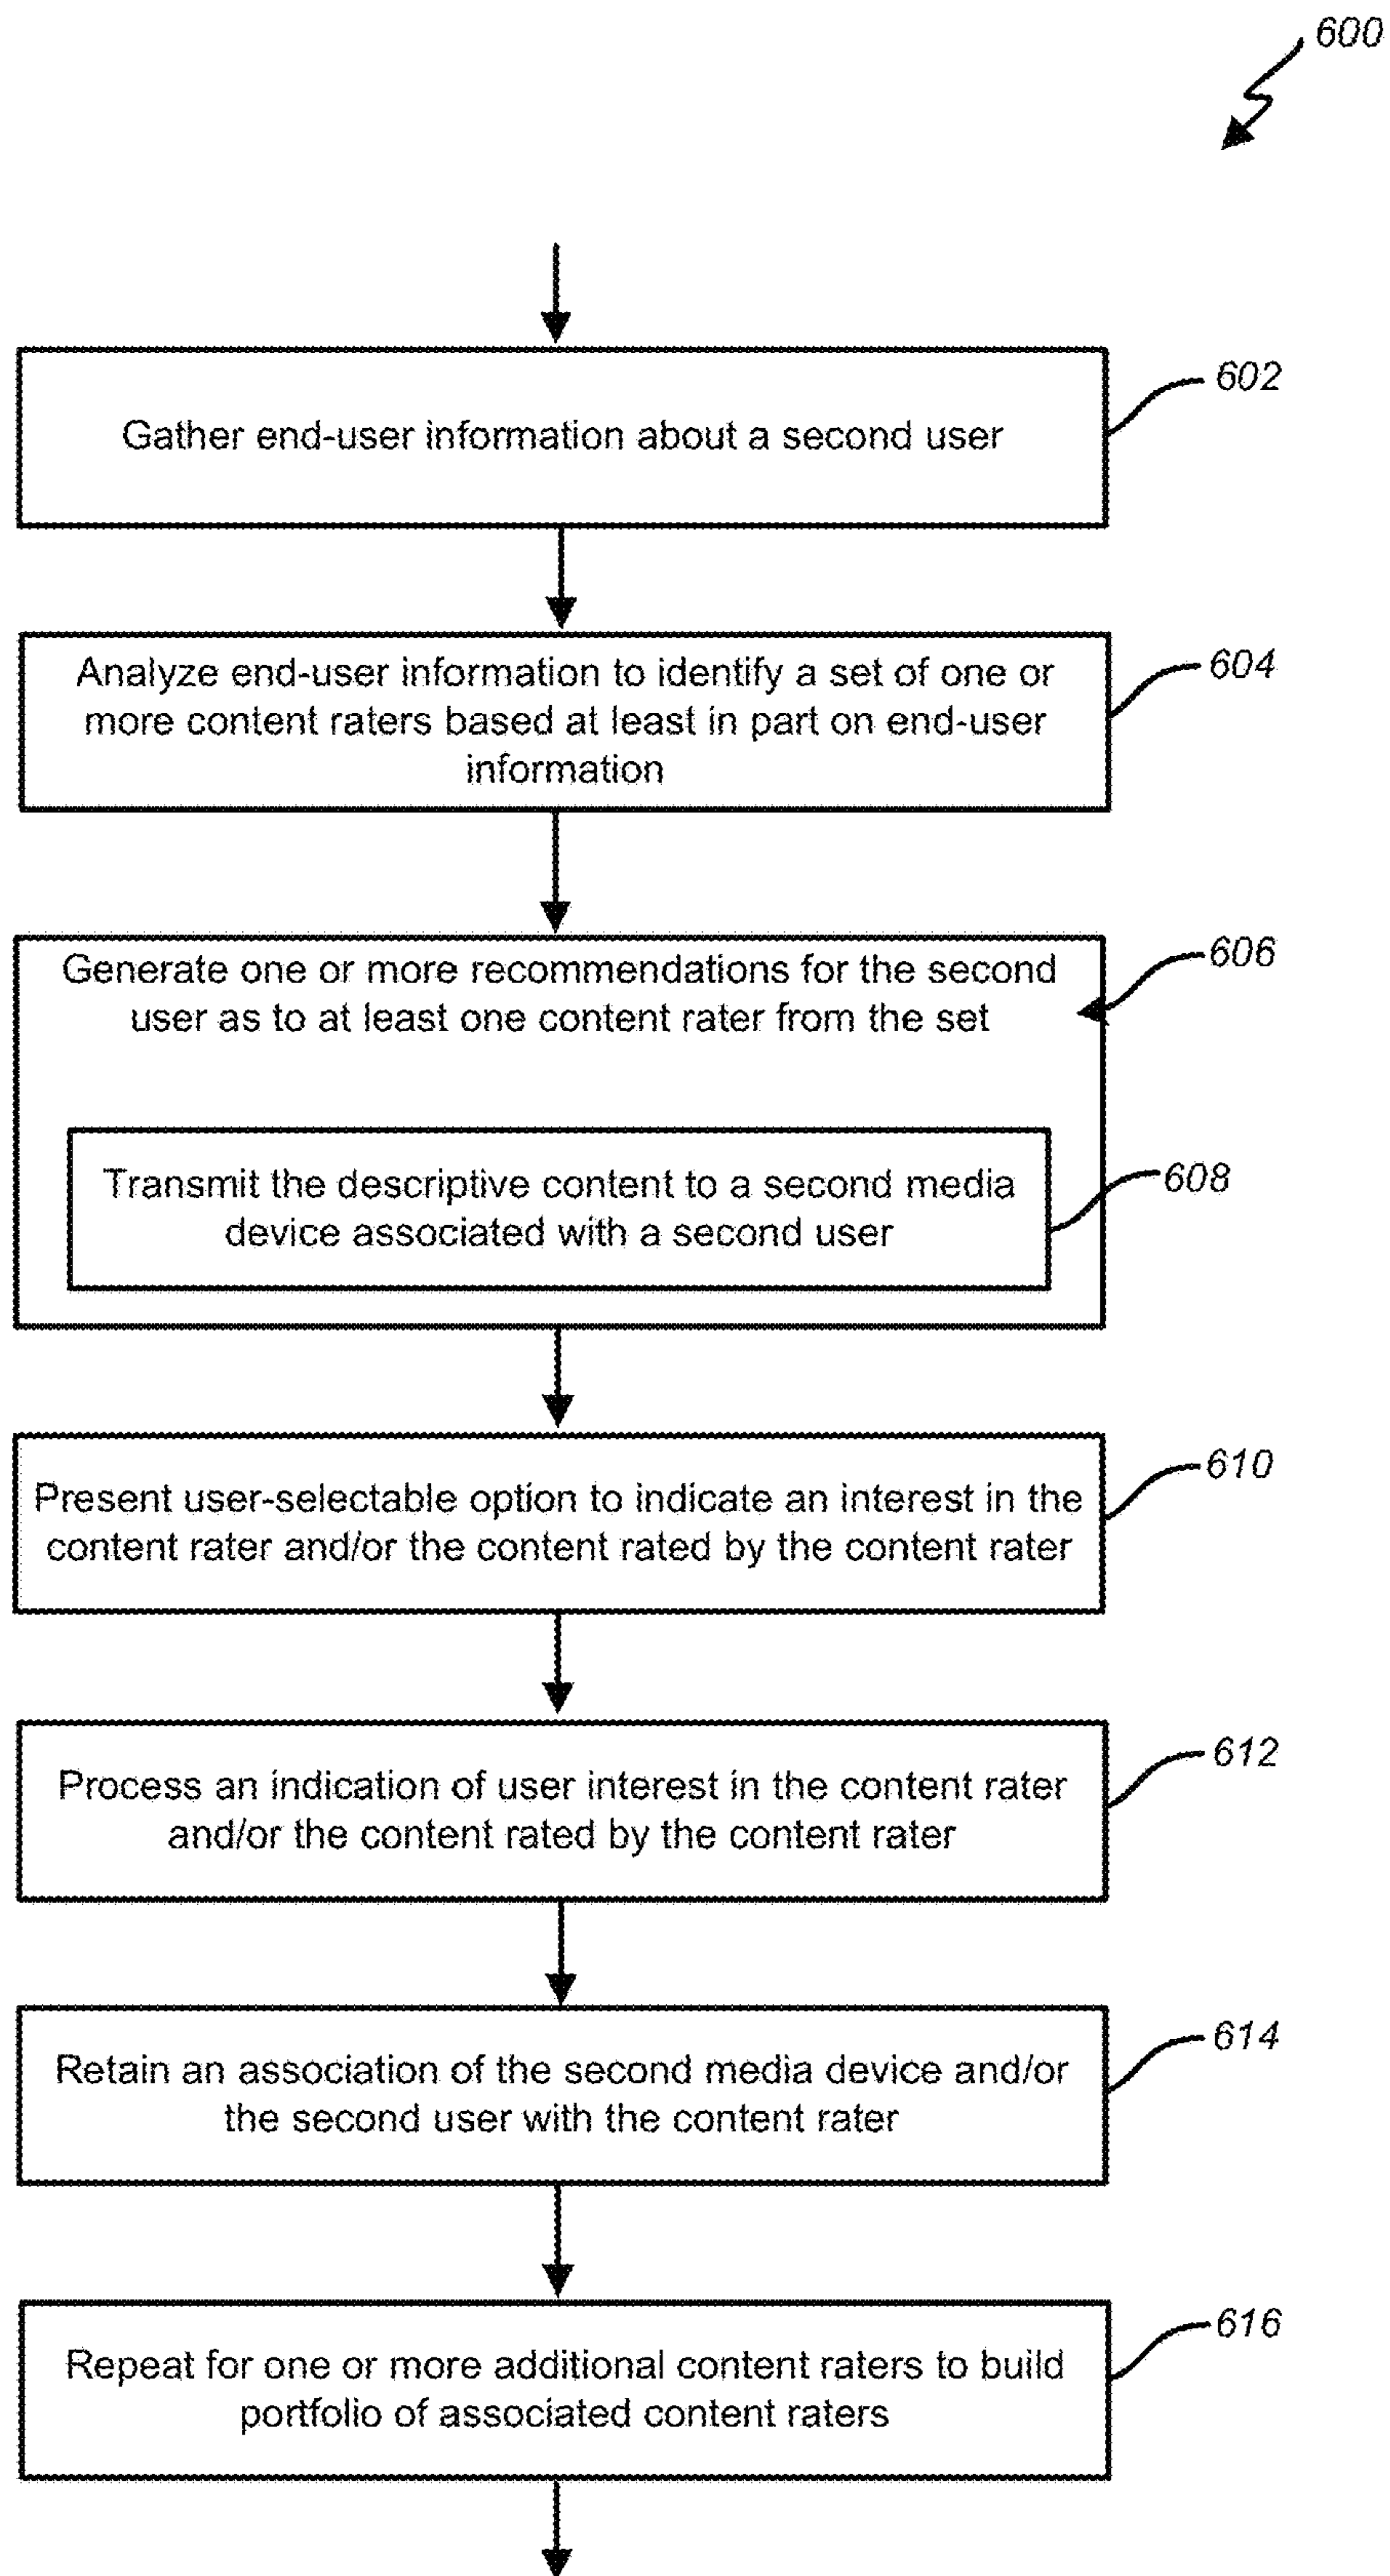 600
602
Gather end-user information about a second user
604
Analyze end-user information to identify a set of one or
more content raters based at least in part on end-user
information
606
Generate one or more recommendations for the second
user as to at least one content rater from the set
608
Transmit the descriptive content to a second media
device associated with a second user
610
Present user-selectable option to indicate an interest in the
content rater and/or the content rated by the content rater
612
Process an indication of user interest in the content rater
and/or the content rated by the content rater
614
Retain an association of the second media device and/or
the second user with the content rater
616
Repeat for one or more additional content raters to build
portfolio of associated content raters